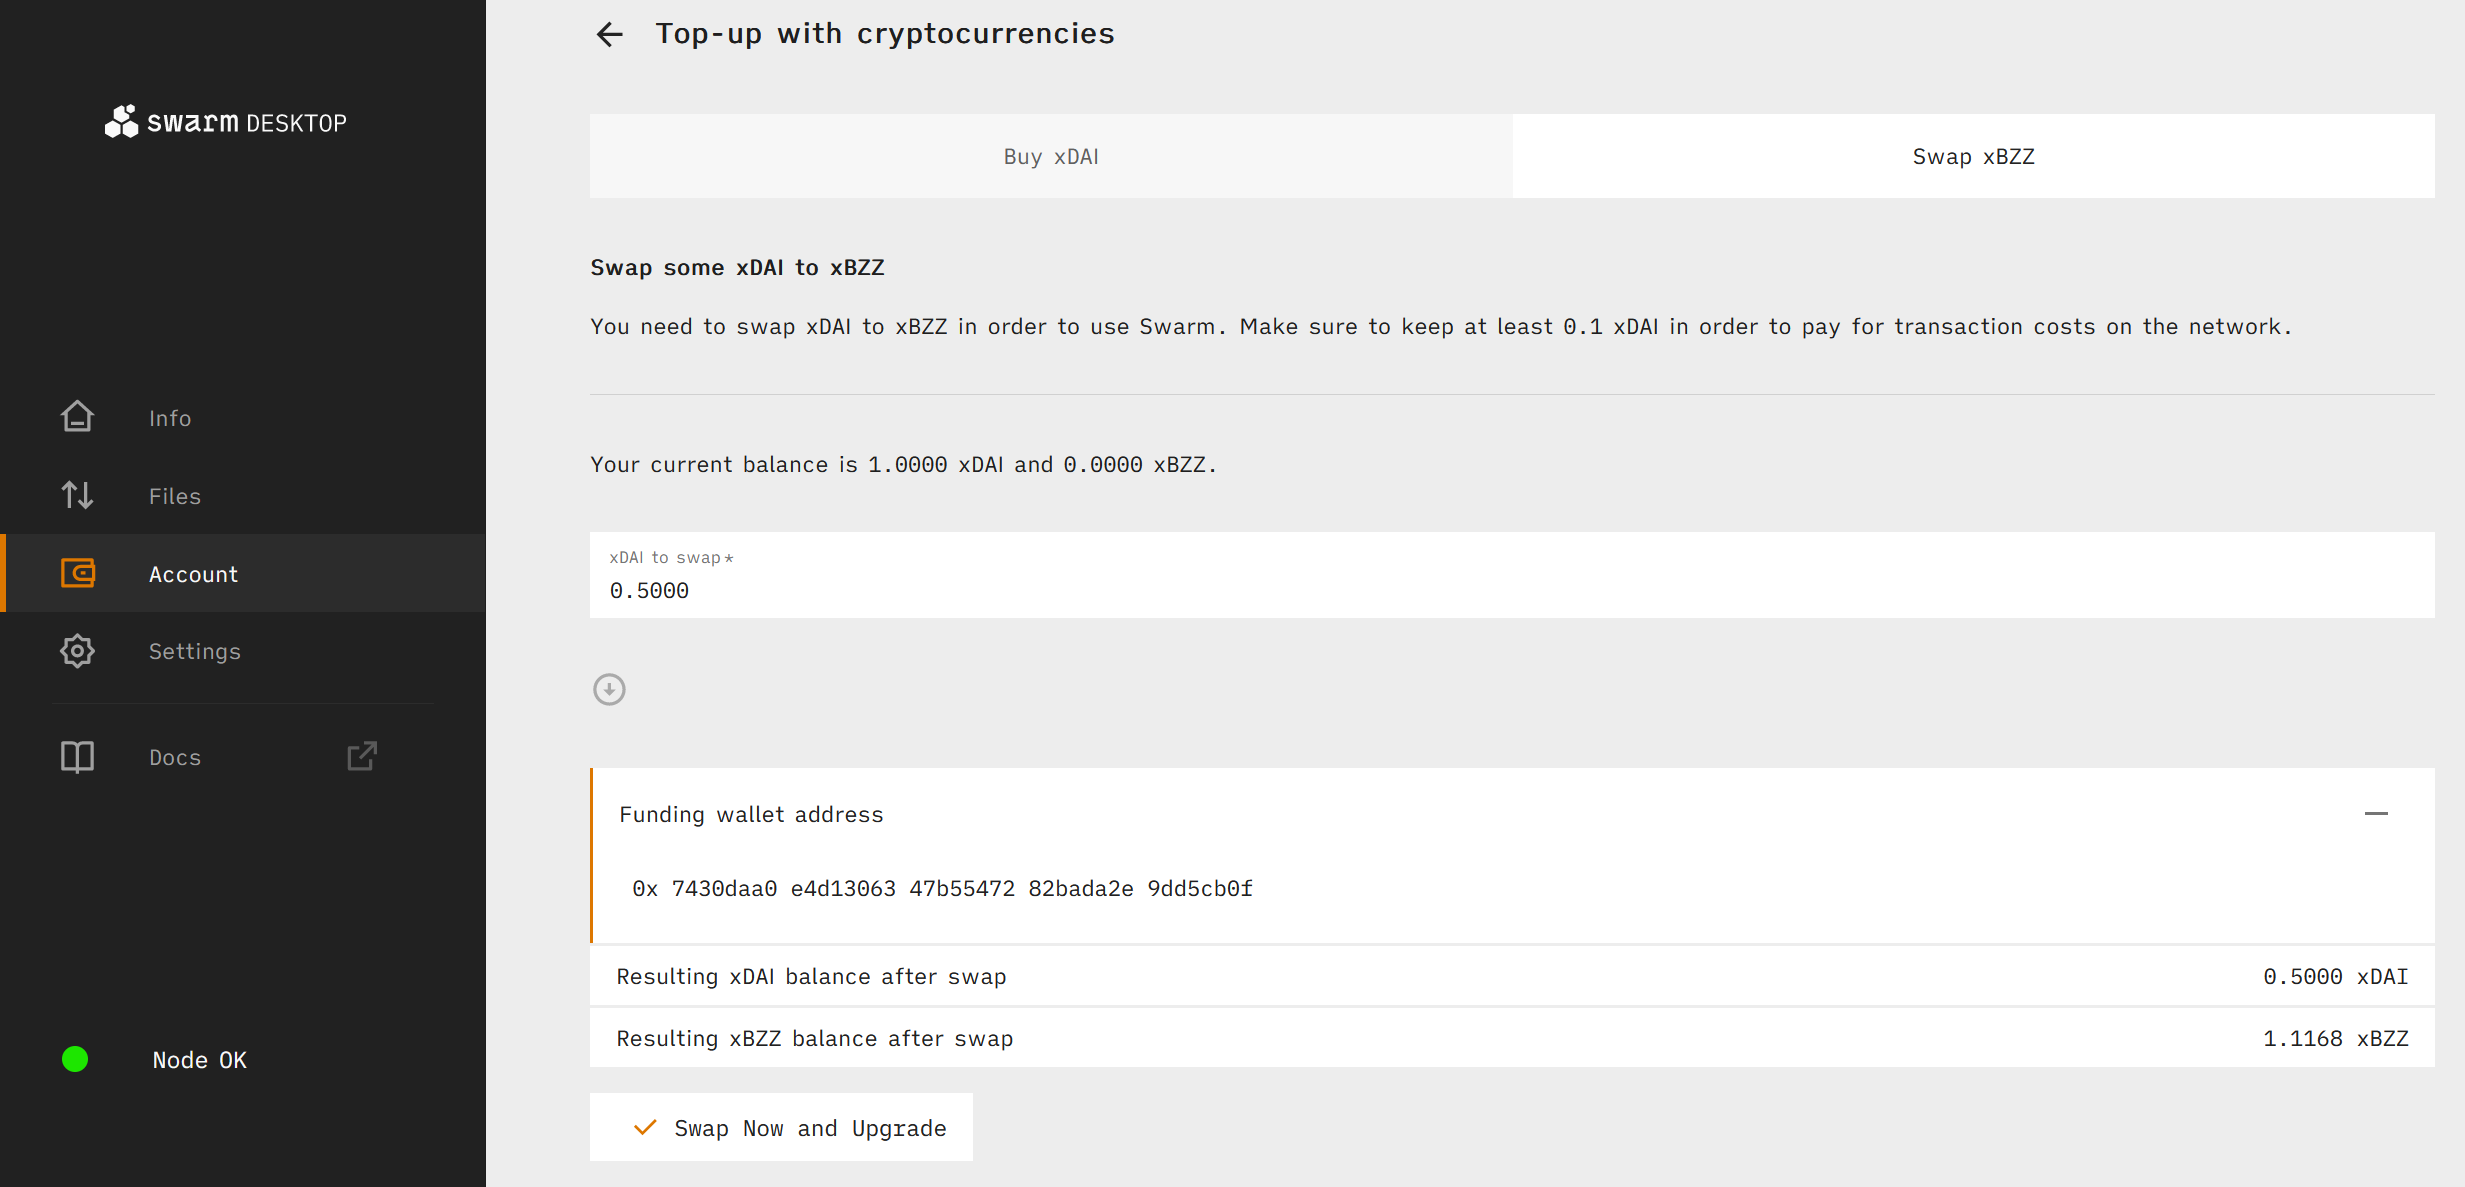 swarm DESKTOP
Info
Files
Account
Settings
Docs
Node OK
Top-up with cryptocurrencies
Buy xDAI
Swap xBZZ
Swap some xDAI to xBZZ
You need to swap xDAI to xBZZ in order to use Swarm. Make sure to keep at least 0.1 xDAI in order to pay for transaction costs on the network.
Your current balance is 1.0000 xDAI and 0.0000 xBZZ.
xDAI to swap*
0.5000
Funding wallet address
0x 7430daa0 e4d13063 47b55472 82bada2e 9dd5cb0f
Resulting xDAI balance after swap 0.5000 xDAI
Resulting xBZZ balance after swap 1.1168 xBZZ
Swap Now and Upgrade